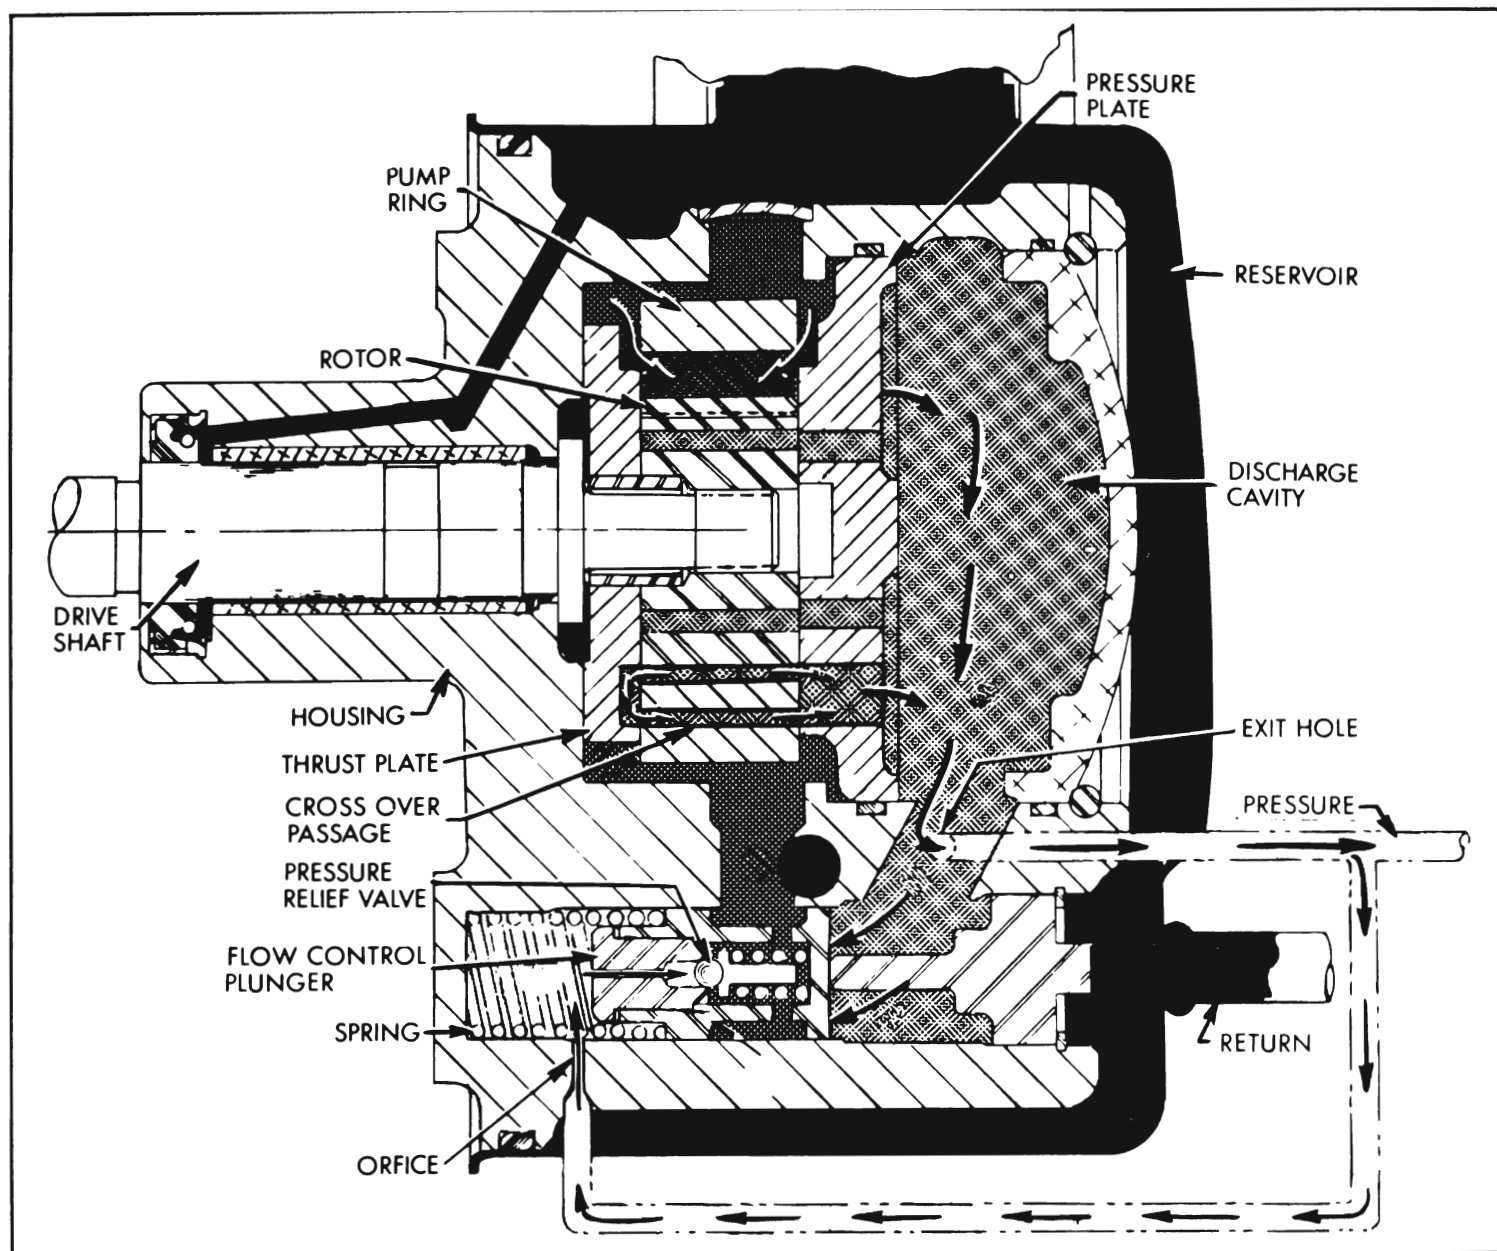 PRESSURE
PLATE
PUMP
RING
RESERVOIR
ROTOR
DISCHARGE
CAVITY
DRIVE
SHAFT
HOUSING
EXIT HOLE
THRUST PLATE
CROSS OVER
PASSAGE
PRESSURE
PRESSURE
RELIEF VALVE
FLOW CONTROL
PLUNGER
SPRING
RETURN
ORFICE